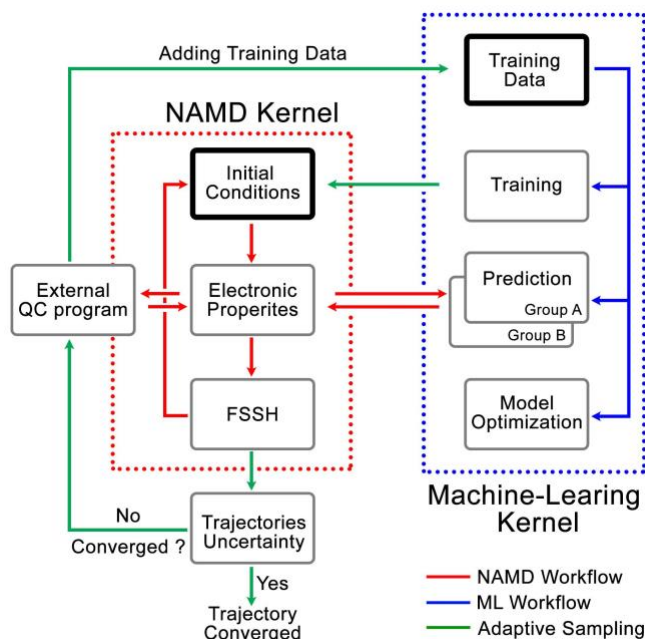 Adding Training Data
Training
Data
NAMD Kernel
Initial
Conditions
Training
External
QC program
Electronic
Properites
Prediction
Group A
Group B
FSSH
Model
Optimization
Machine-Learing
Kernel
No
Converged ?
Trajectories
Uncertainty
Yes
Trajectory
Converged
NAMD Workflow
ML Workflow
Adaptive Sampling